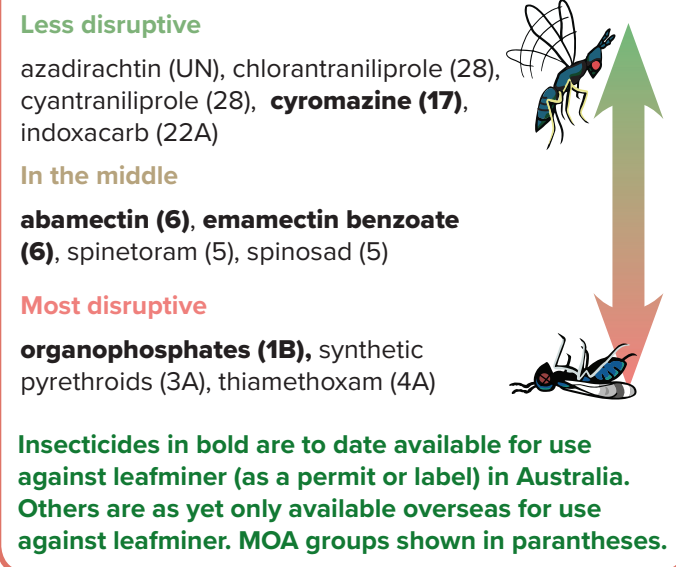 Less disruptive
azadirachtin (UN), chlorantraniliprole (28),
cyantraniliprole (28), cyromazine (17),
indoxacarb (22A)
In the middle
abamectin (6), emamectin benzoate
(6), spinetoram (5), spinosad (5)
Most disruptive
organophosphates (1B), synthetic
pyrethroids (3A), thiamethoxam (4A)
Insecticides in bold are to date available for use
against leafminer (as a permit or label) in Australia.
Others are as yet only available overseas for use
against leafminer. MOA groups shown in parantheses.